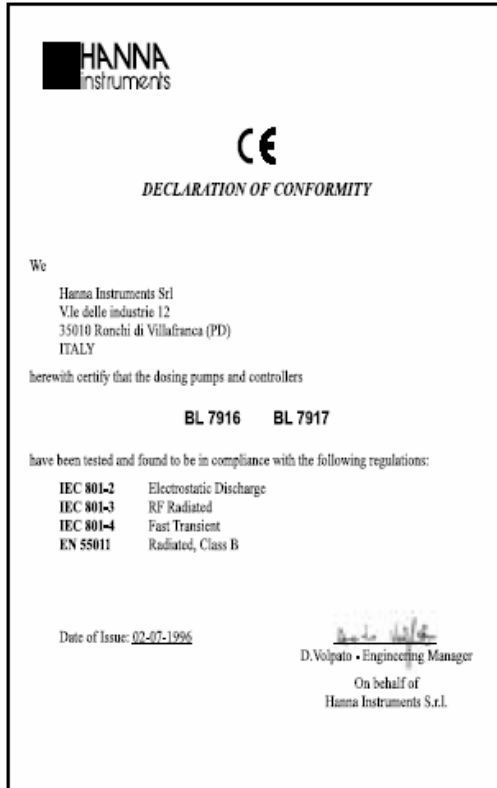 HANNA
instruments
CE
DECLARATION OF CONFORMITY
We
Hanna Instruments Srl
V.le delle industrie 12
35010 Ronchi di Villafranca (PD)
ITALY
herewith certify that the dosing pumps and controllers
BL 7916 BL 7917
have been tested and found to be in compliance with the following regulations:
IEC 801-2 Electrostatic Discharge
IEC 801-3 RF Radiated
IEC 801-4 Fast Transient
EN 55011 Radiated, Class B
Date of Issue: 02-07-1996
D.Volpato - Engineering Manager
On behalf of
Hanna Instruments S.r.l.